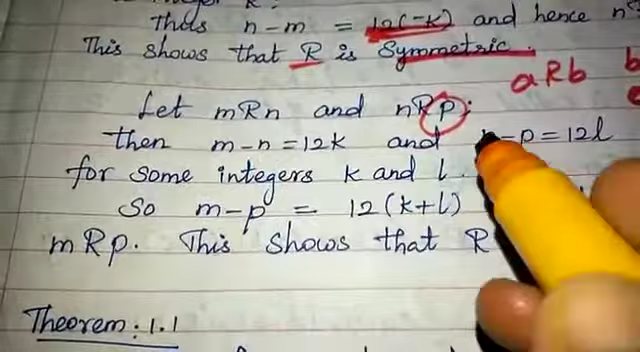 thus n-m = 12(-k) and hence
This shows that R is Symmetric.
aRb
Let mRn and nRp;
then m-n=12k and -p=12l
for some integers k and l.
So m-p = 12(k+l)
mRp. This shows that R
Theorem:1.1